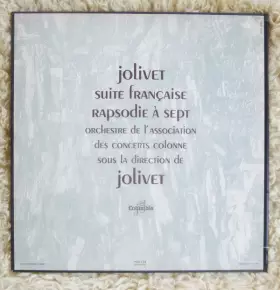 jolivet
suite française
rapsodie à sept
orchestre de l'association
des concerts colonne
sous la direction de
jolivet